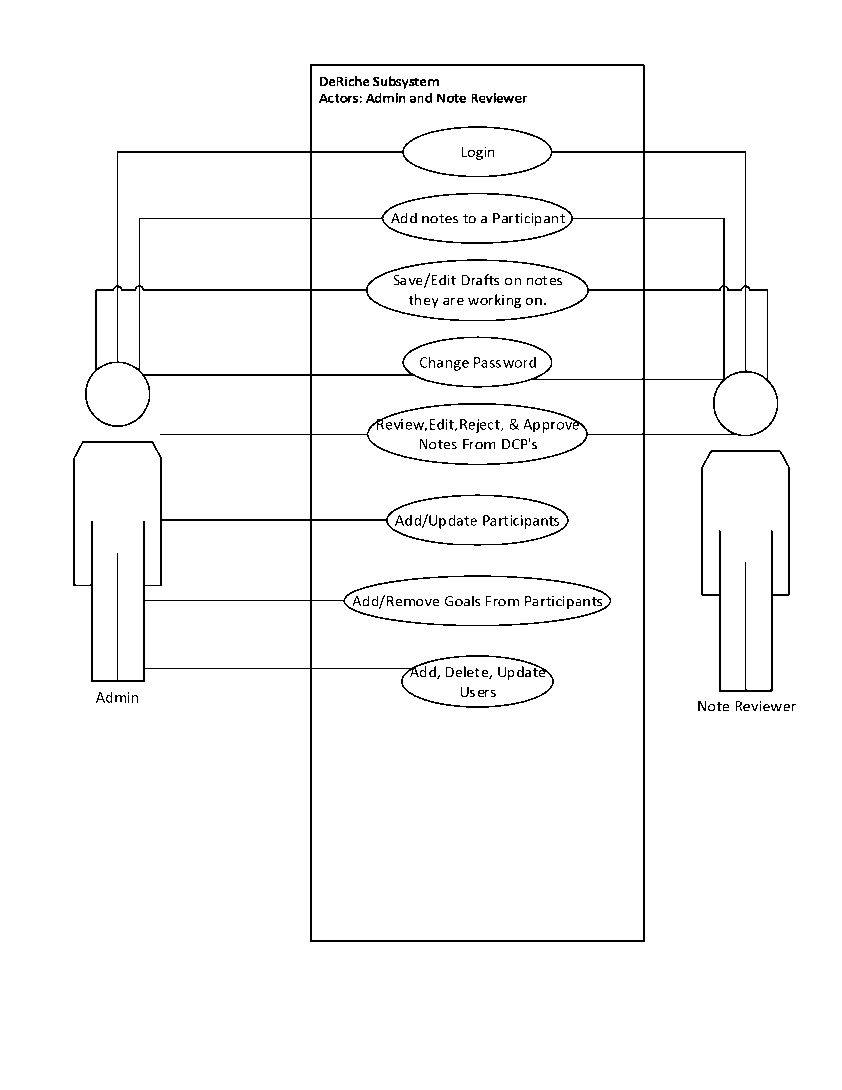 DeRiche Subsystem
Actors: Admin and Note Reviewer
Login
Add notes to a Participant
Save/Edit Drafts on notes
they are working on.
Change Password
Review,Edit,Reject, & Approve
Notes From DCP's
Add/Update Participants
Add/Remove Goals From Participants
Add, Delete, Update
Users
Admin
Note Reviewer